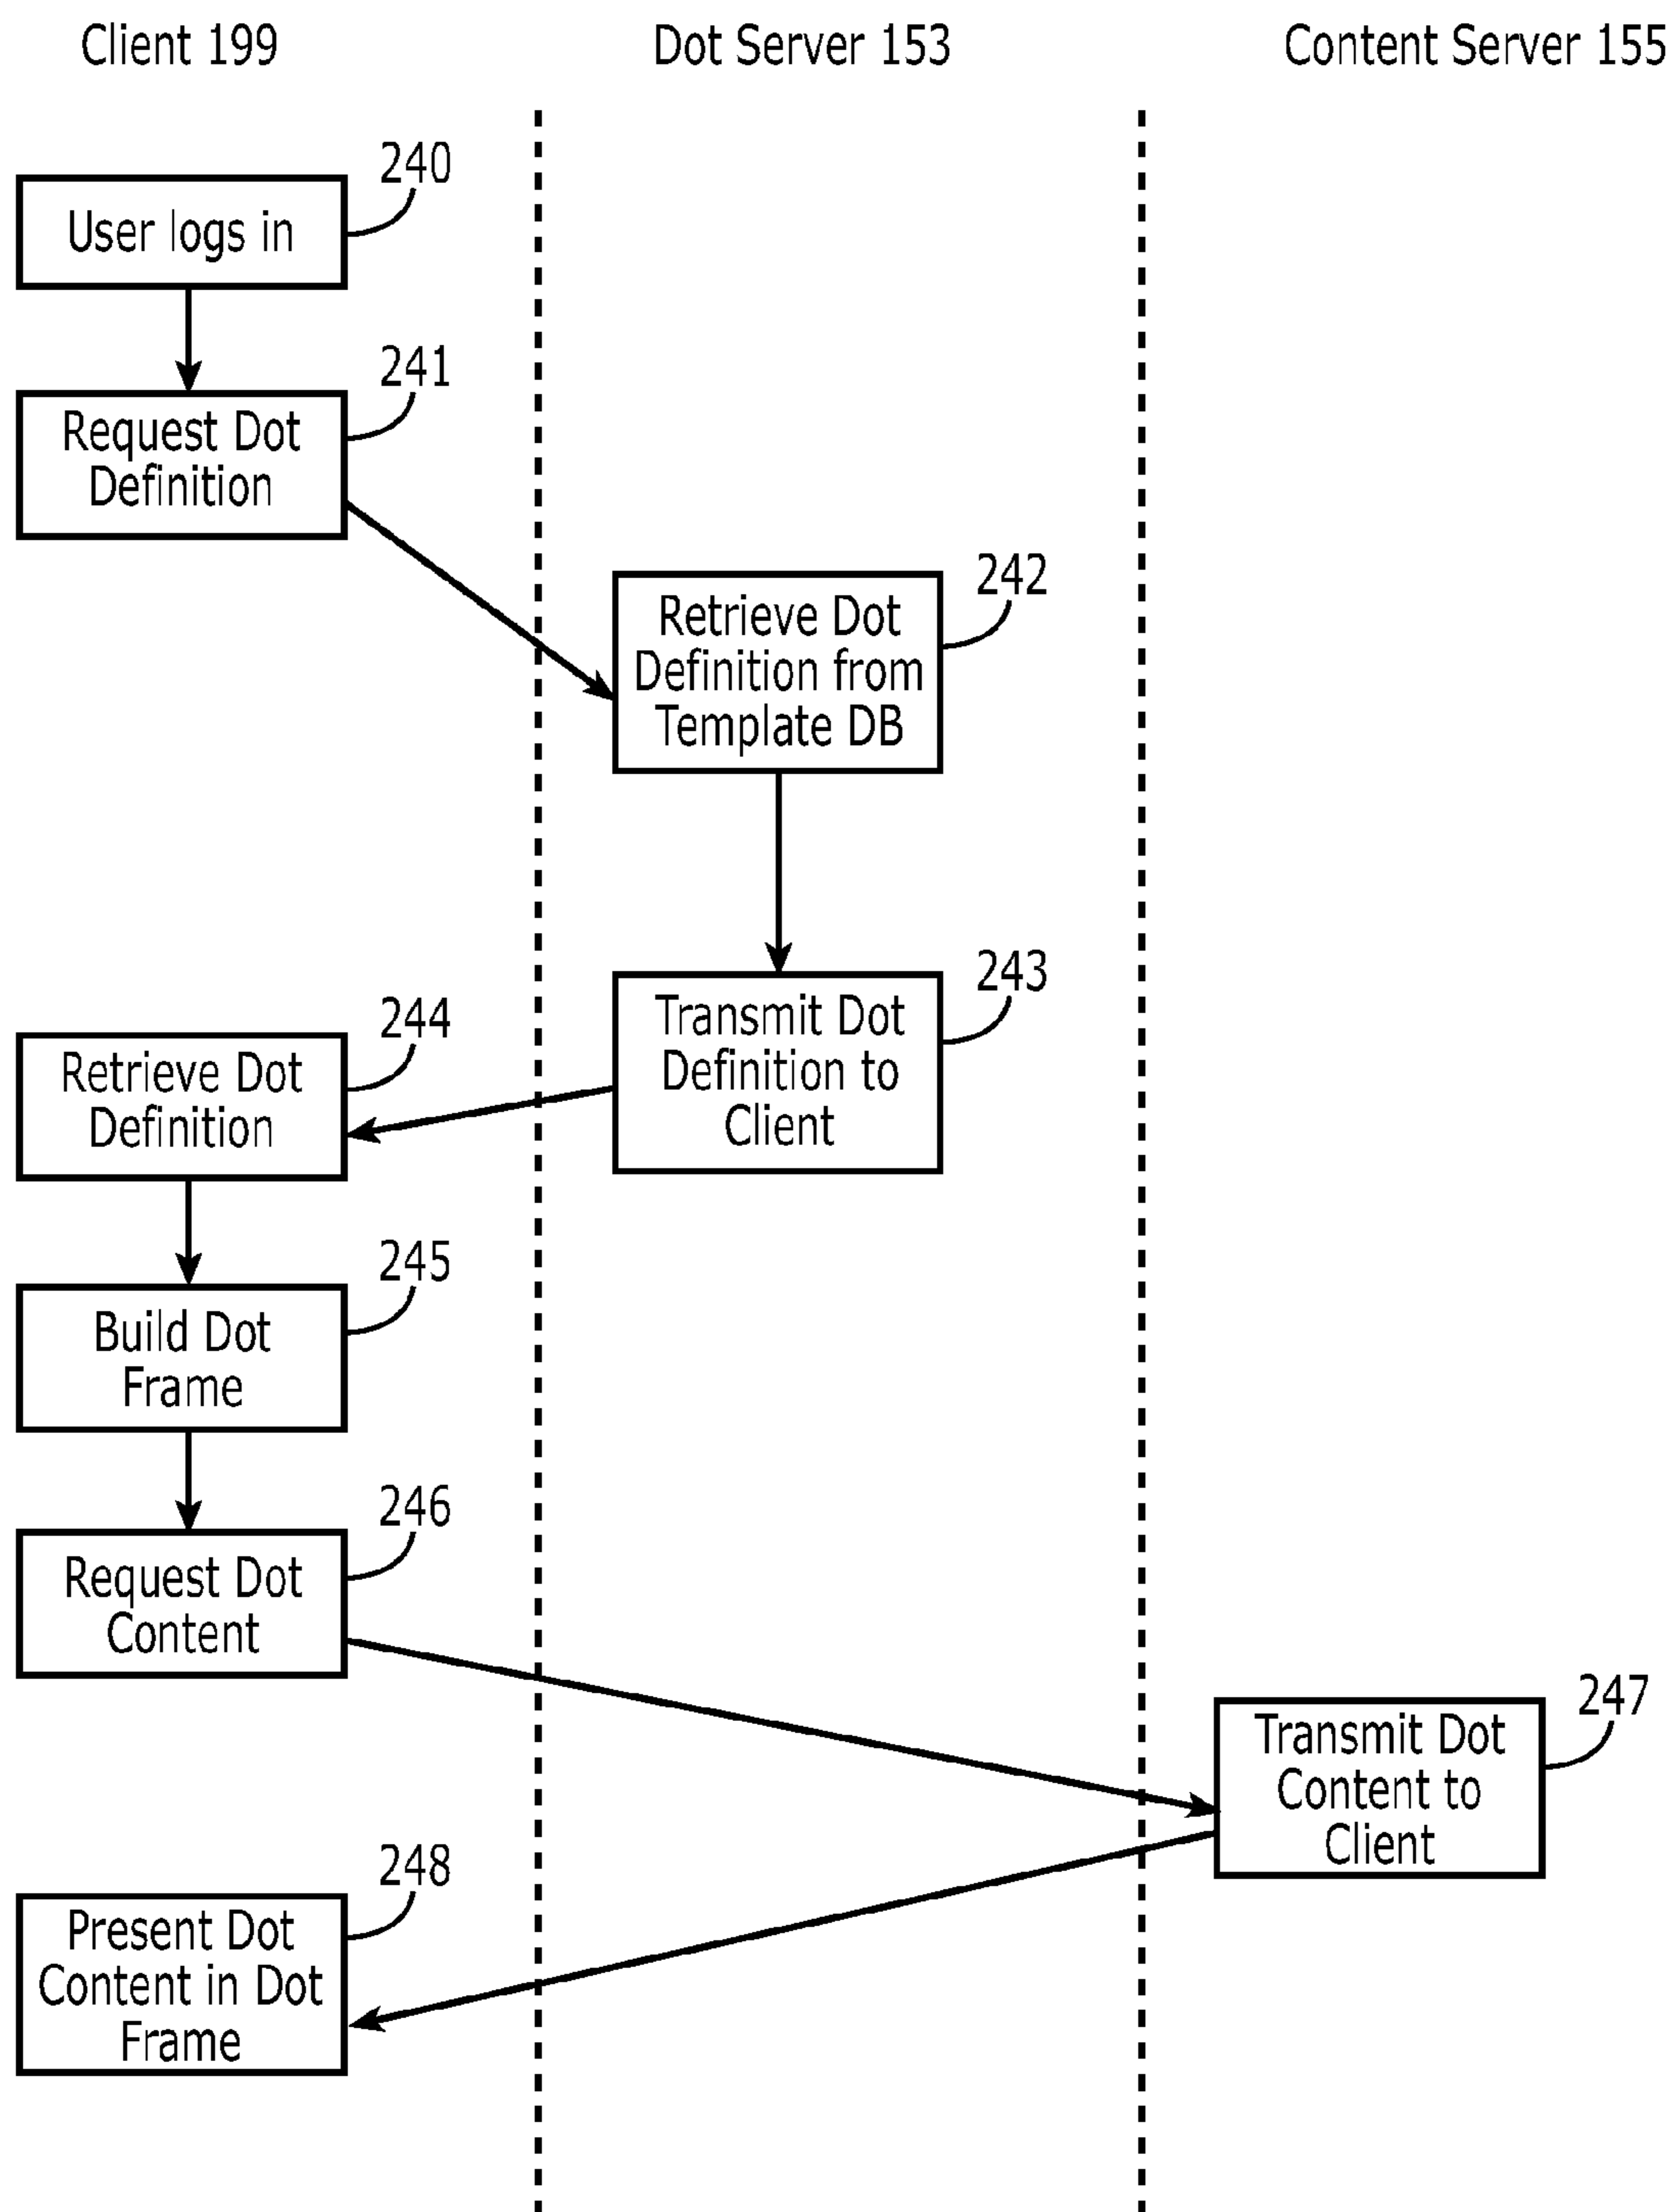 Client 199
Dot Server 153
Content Server 155
240
User logs in
241
Request Dot
Definition
242
Retrieve Dot
Definition from
Template DB
243
Transmit Dot
Definition to
Client
244
Retrieve Dot
Definition
245
Build Dot
Frame
246
Request Dot
Content
247
Transmit Dot
Content to
Client
248
Present Dot
Content in Dot
Frame